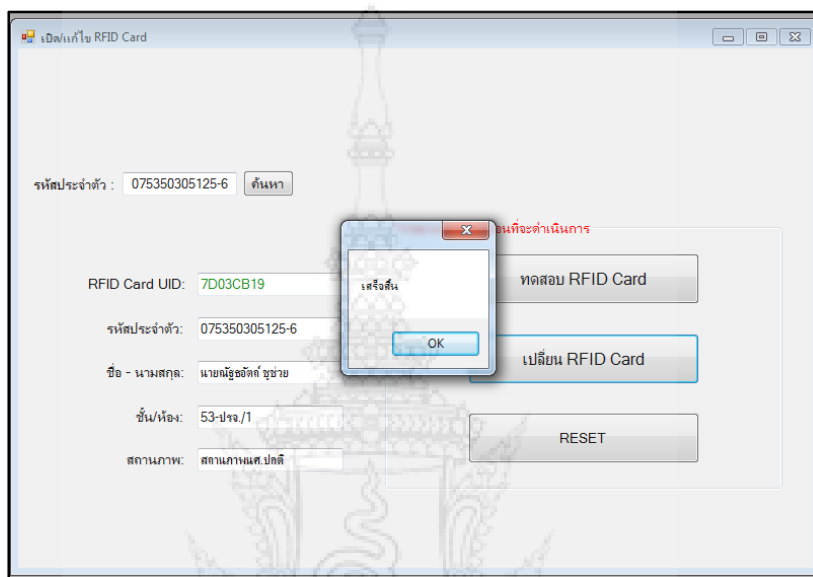 เปิด/แก้ไข RFID Card
รหัสประจำตัว : 075350305125-6 ค้นหา
อนที่จะดำเนินการ
RFID Card UID: 7D03CB19
รหัสประจำตัว: 075350305125-6
ชื่อ - นามสกุล: นายณัฐธอัตถ์ ชูช่วย
ชั้น/ห้อง: 53-ปรจ./1
สถานภาพ: สถานภาพนศ.ปกติ
เสร็จสิ้น
OK
ทดสอบ RFID Card
เปลี่ยน RFID Card
RESET